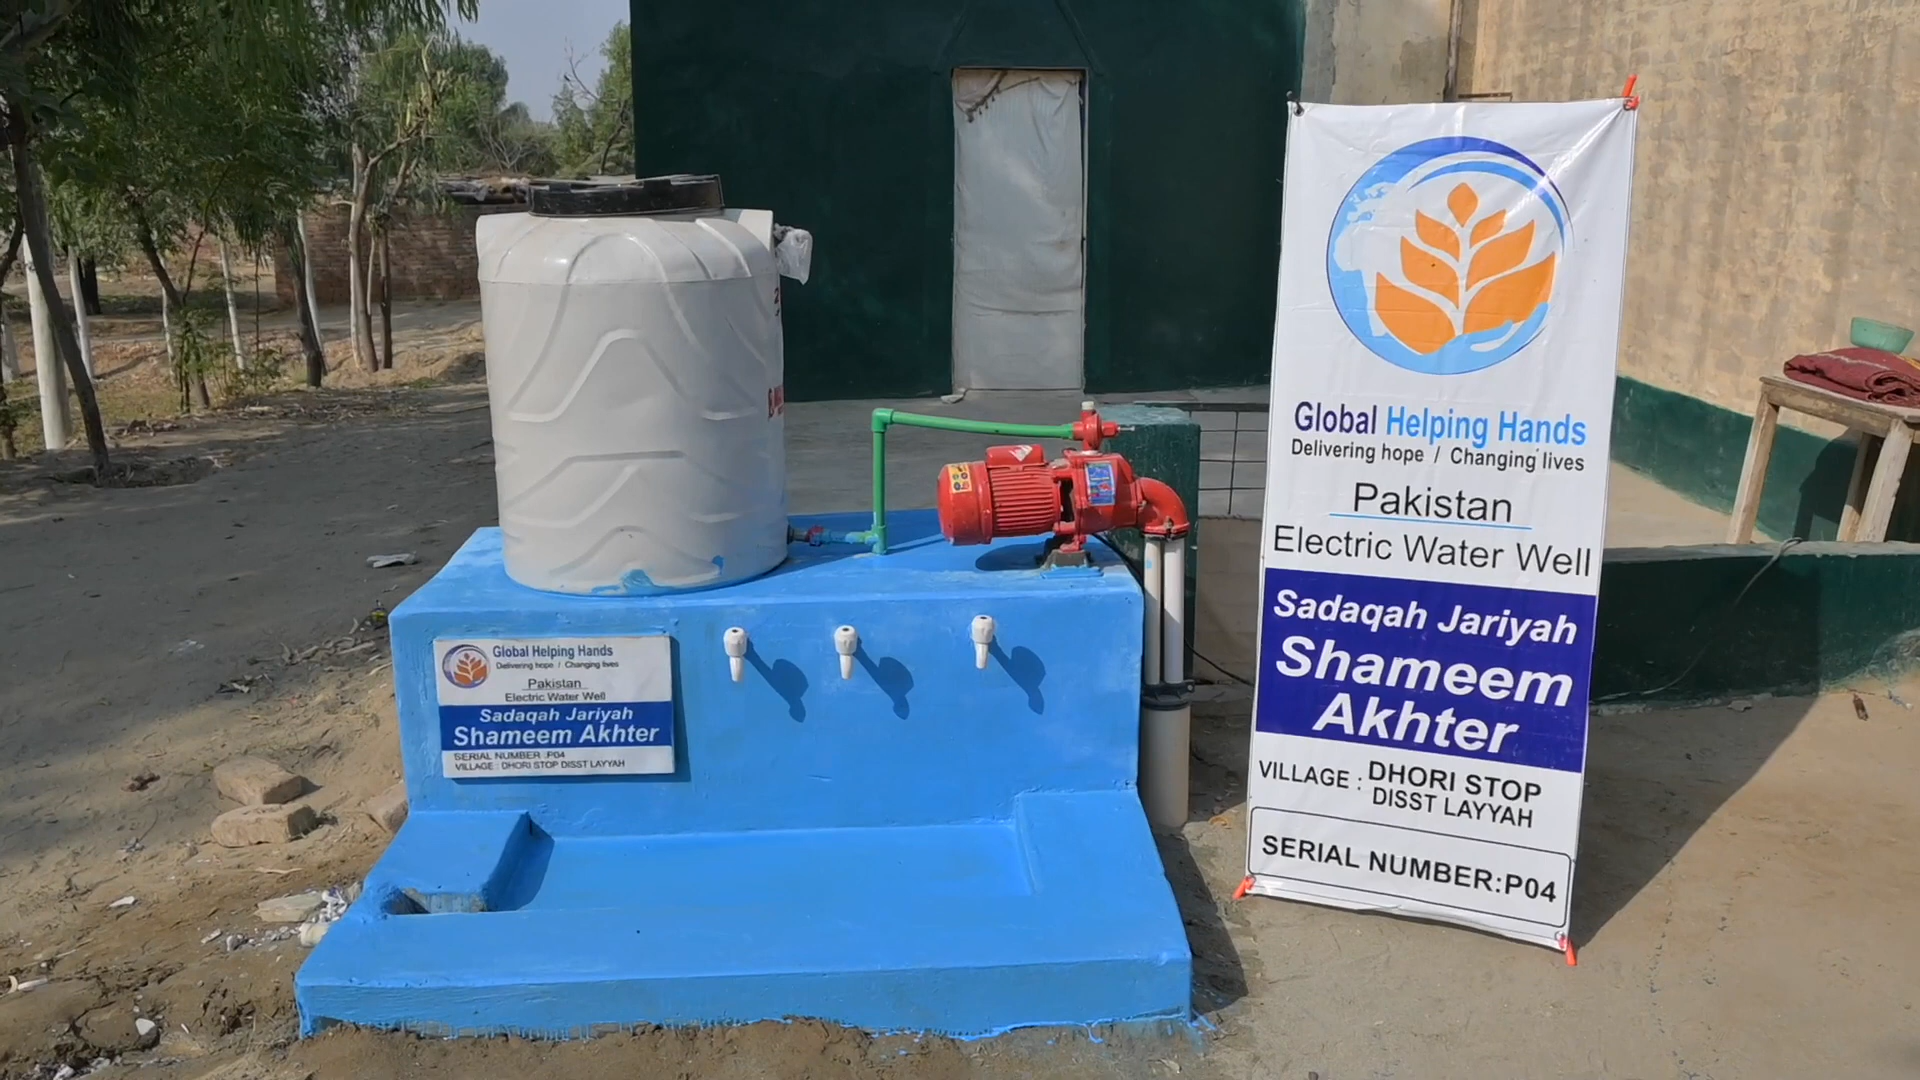 Global Helping Hands
Delivering hope / Changing lives
Pakistan
Electric Water Well
Sadaqah Jariyah
Shameem Akhter
SERIAL NUMBER :P04
VILLAGE : DHORI STOP DISST LAYYAH
Global Helping Hands
Delivering hope / Changing lives
Pakistan
Electric Water Well
Sadaqah Jariyah
Shameem
Akhter
VILLAGE : DHORI STOP
DISST LAYYAH
SERIAL NUMBER:P04